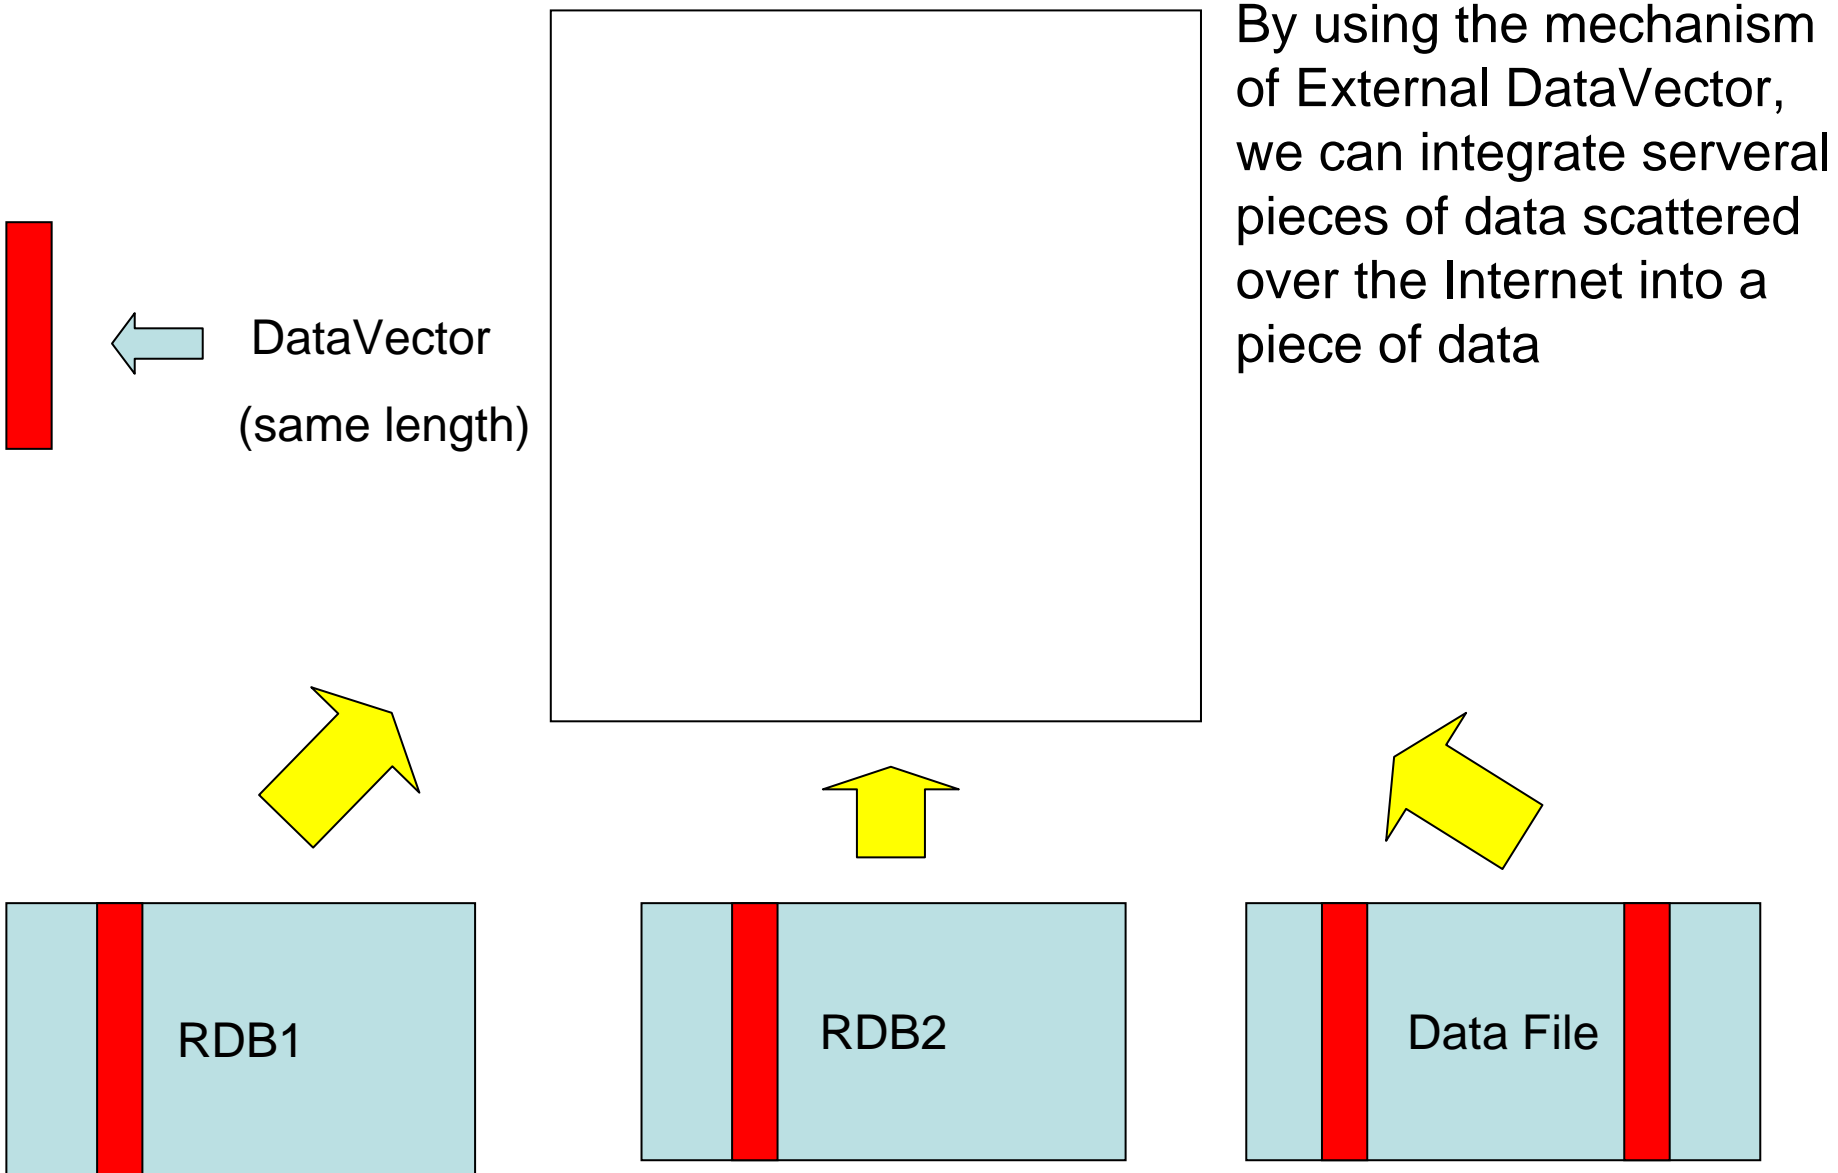 By using the mechanism
of External DataVector,
we can integrate serveral
pieces of data scattered
over the Internet into a
piece of data
DataVector
(same length)
RDB1
RDB2
Data File